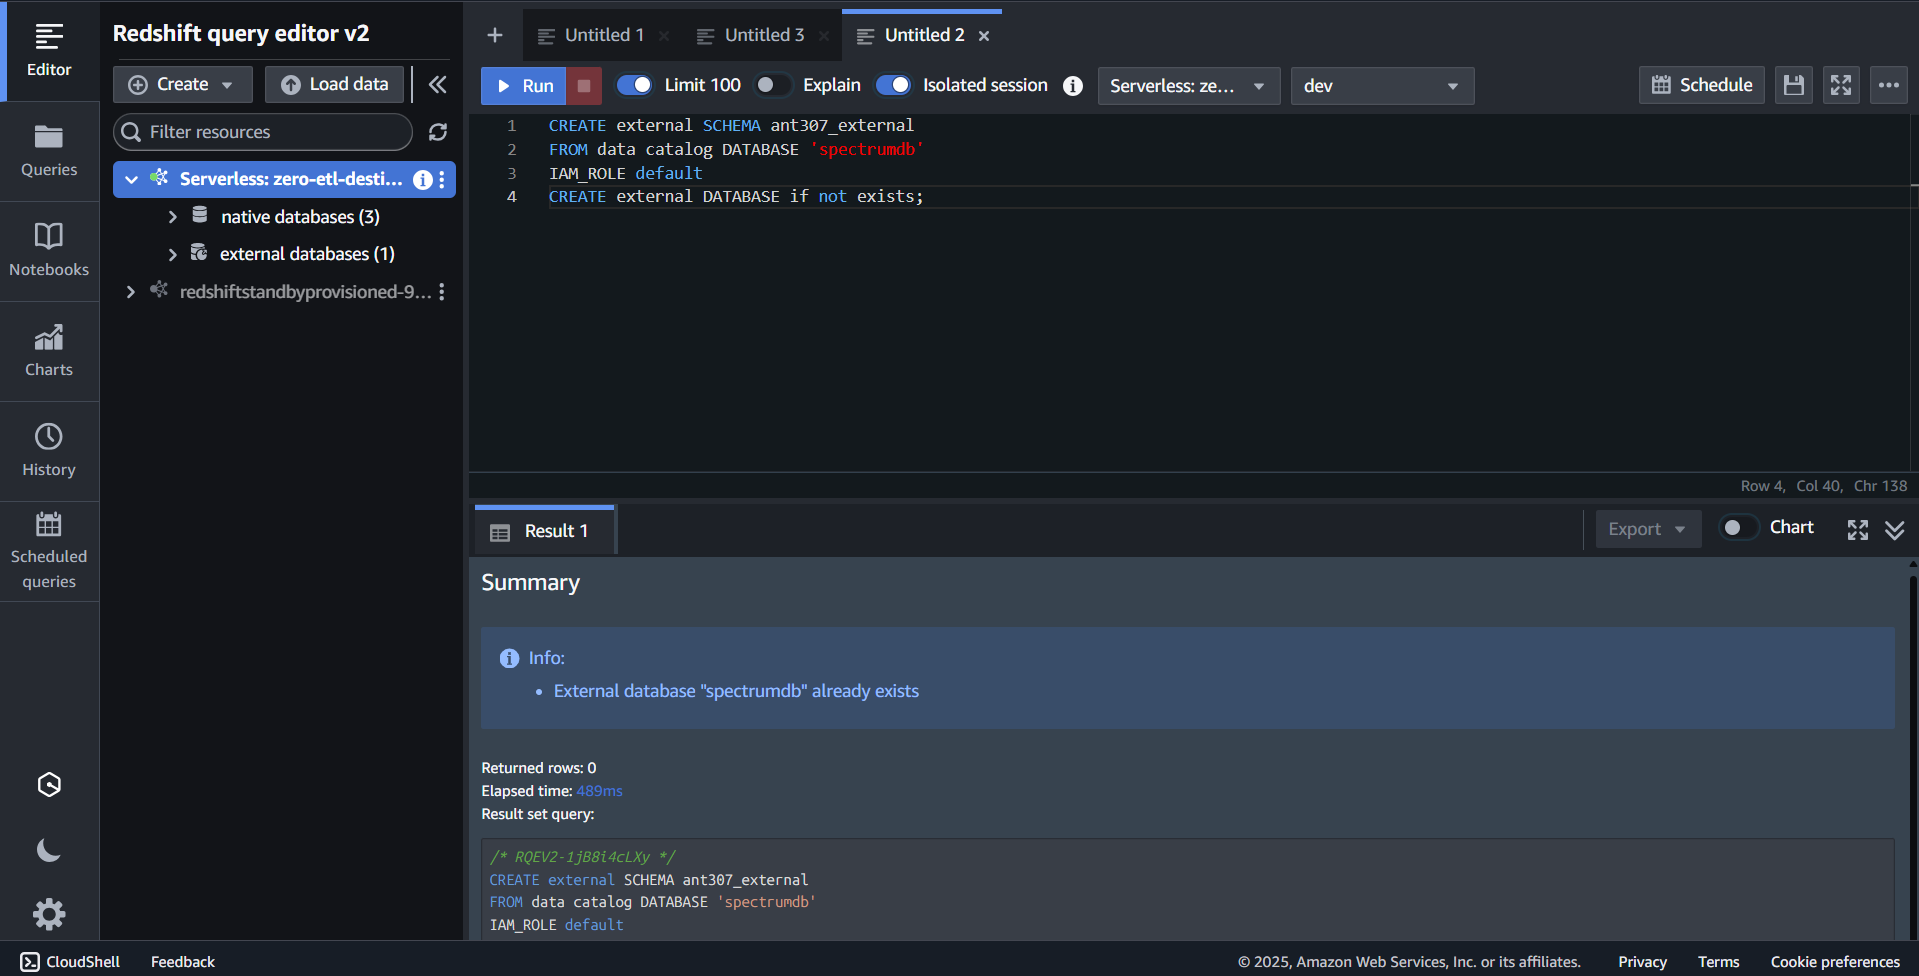 Editor
Queries
Notebooks
Charts
History
Scheduled
queries
Redshift query editor v2
Create
Load data
Filter resources
Serverless: zero-etl-desti...
native databases (3)
external databases (1)
redshiftstandbyprovisioned-9...
Untitled 1
Untitled 3
Untitled 2
Run
Limit 100
Explain
Isolated session
Serverless: ze...
dev
Schedule
1 CREATE external SCHEMA ant307_external
2 FROM data catalog DATABASE 'spectrumdb'
3 IAM_ROLE default
4 CREATE external DATABASE if not exists;
Row 4, Col 40, Chr 138
Result 1
Export
Chart
Summary
Info:
• External database "spectrumdb" already exists
Returned rows: 0
Elapsed time: 489ms
Result set query:
/* RQEV2-1jB8i4cLXy */
CREATE external SCHEMA ant307_external
FROM data catalog DATABASE 'spectrumdb'
IAM_ROLE default
CloudShell
Feedback
© 2025, Amazon Web Services, Inc. or its affiliates.
Privacy
Terms
Cookie preferences